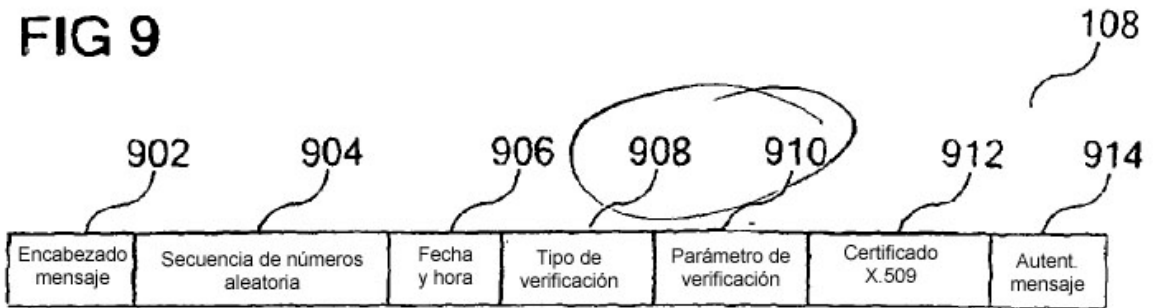 FIG 9
108
902 904 906 908 910 912 914
Encabezado mensaje
Secuencia de números aleatoria
Fecha y hora
Tipo de verificación
Parámetro de verificación
Certificado X.509
Autent. mensaje